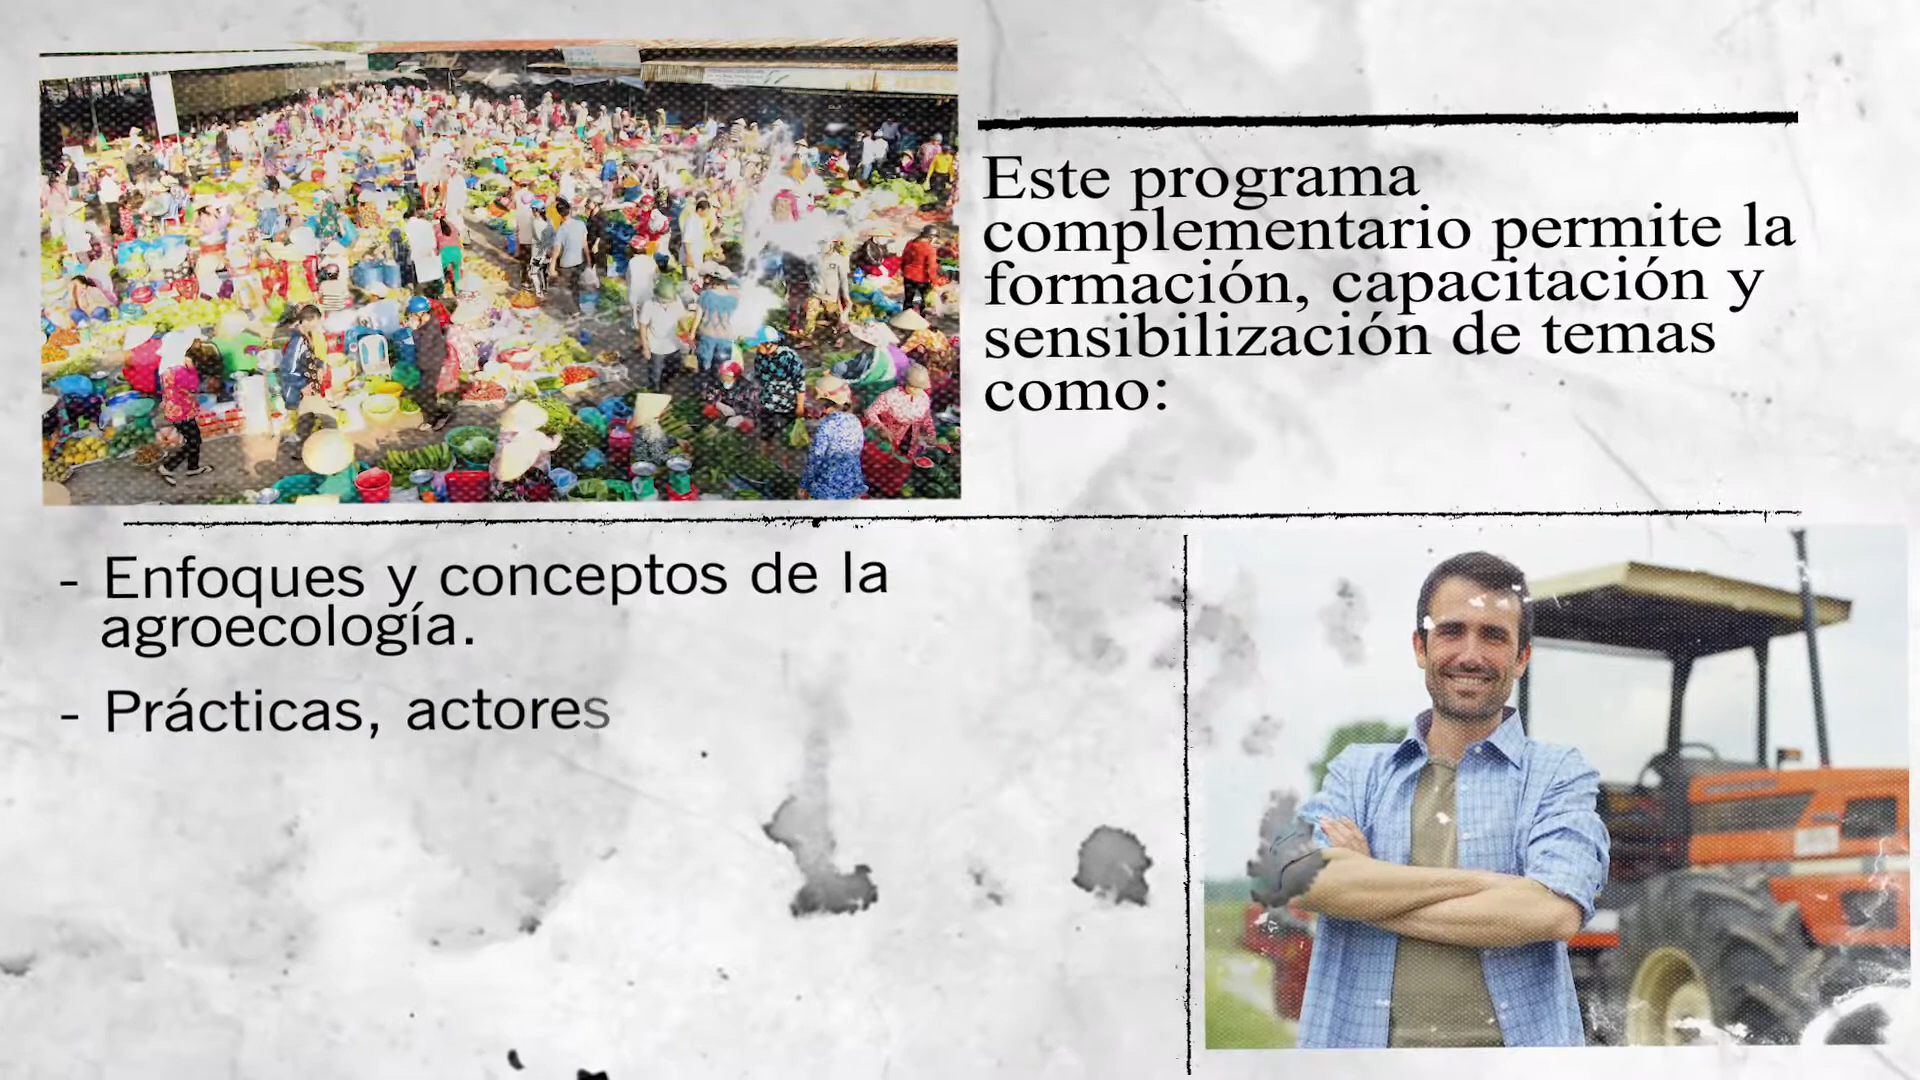 Este programa
complementario permite la
formación, capacitación y
sensibilización de temas
como:
- Enfoques y conceptos de la
agroecología.
- Prácticas, actores